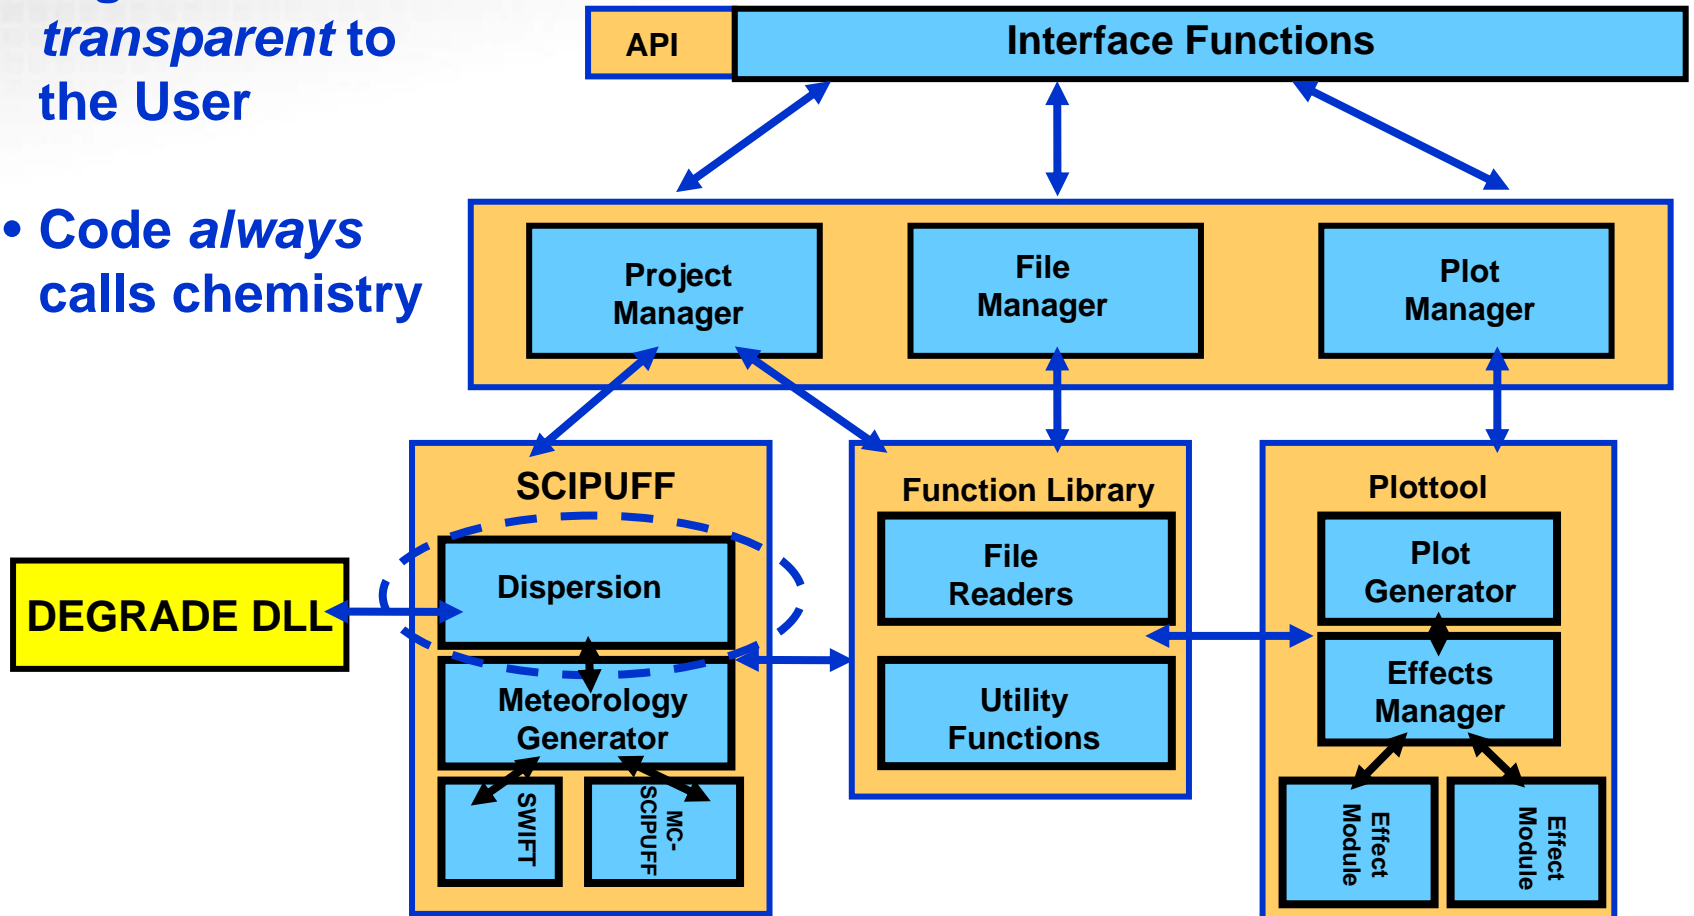 transparent to
the User
• Code always
calls chemistry
API
Interface Functions
Project
Manager
File
Manager
Plot
Manager
SCIPUFF
Dispersion
Meteorology
Generator
SWIFT
MC-
SCIPUFF
DEGRADE DLL
Function Library
File
Readers
Utility
Functions
Plottool
Plot
Generator
Effects
Manager
Effect
Module
Effect
Module